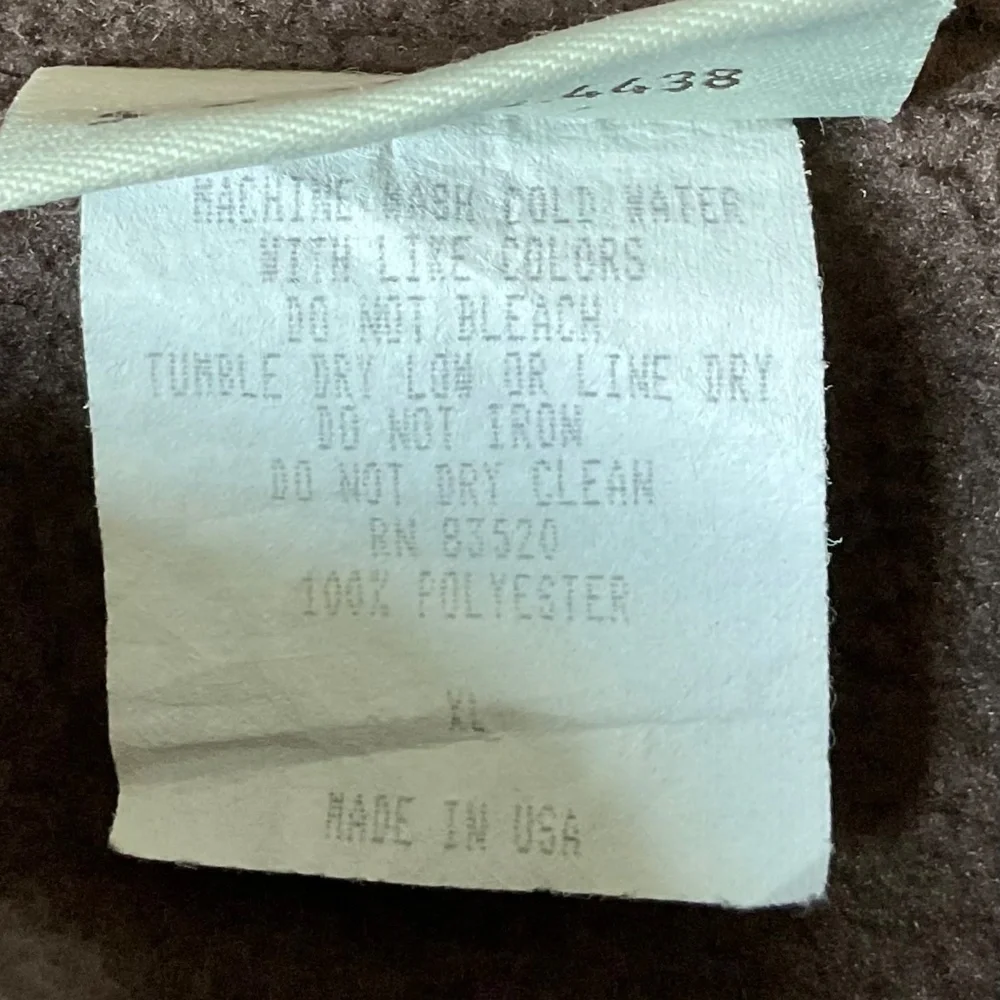 4438
MACHINE WASH COLD WATER
WITH LIKE COLORS
DO NOT BLEACH
TUMBLE DRY LOW OR LINE DRY
DO NOT IRON
DO NOT DRY CLEAN
RN 83520
100% POLYESTER
XL
MADE IN USA